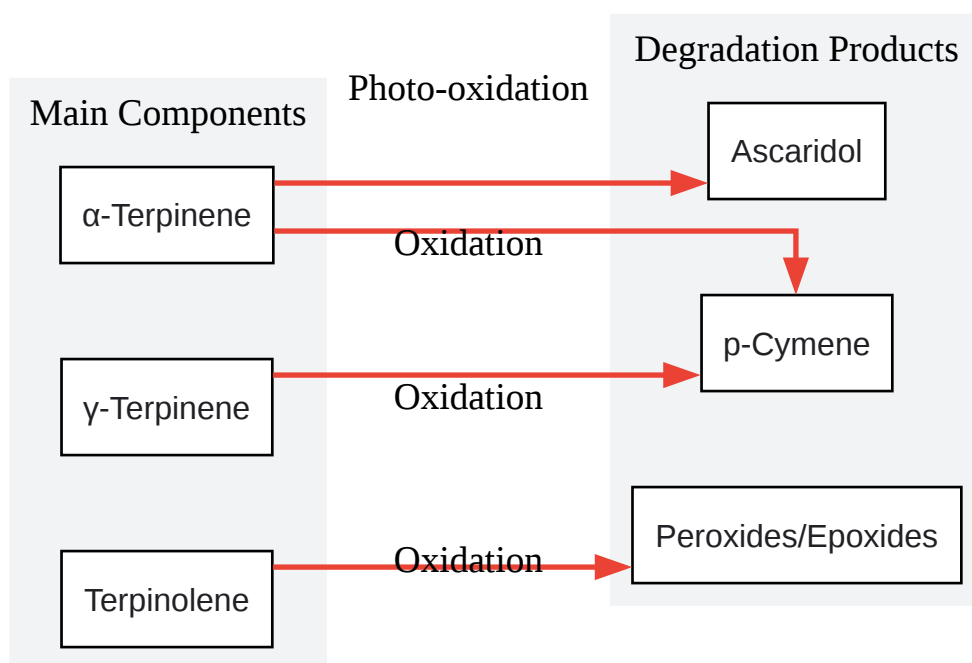 Degradation Products
Photo-oxidation
Main Components
Ascaridol
α-Terpinene
Oxidation
p-Cymene
Oxidation
γ-Terpinene
Peroxides/Epoxides
Oxidation
Terpinolene